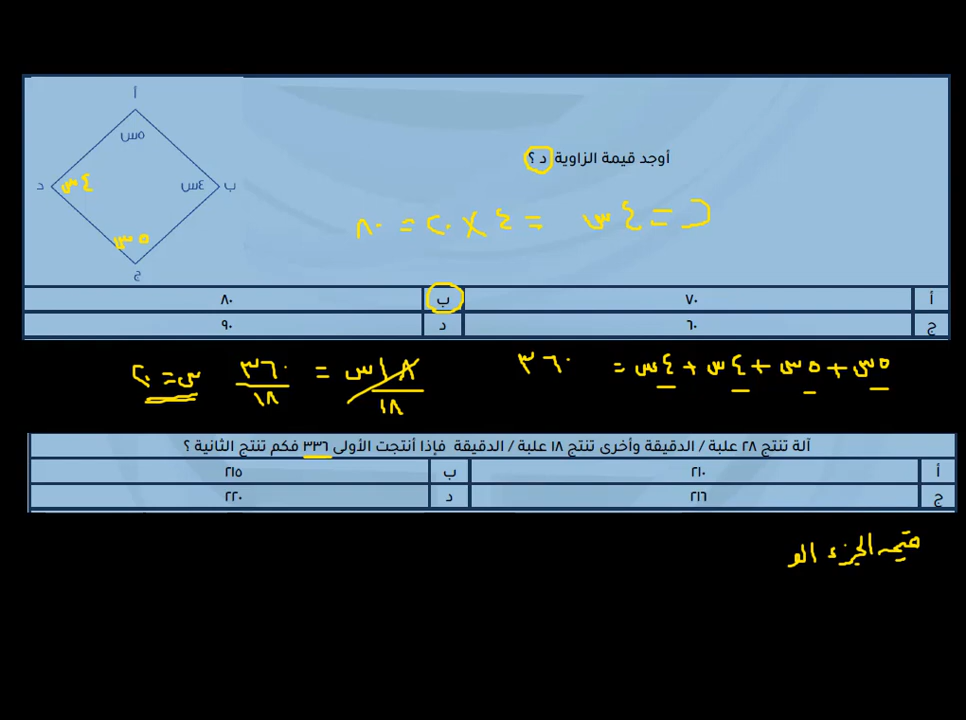 أ
٥س
أوجد قيمة الزاوية د ؟
د
٤س
٤س
ب
د = ٤س = ٤ × ٢٠ = ٨٠
٥س
ج
أ ٧٠ ب ٨٠
ج ٦٠ د ٩٠
٥س + ٥س + ٤س + ٤س = ٣٦٠
١٨س = ٣٦٠ س = ٢٠
١٨ ١٨
آلة تنتج ٢٨ علبة / الدقيقة وأخرى تنتج ١٨ علبة / الدقيقة فإذا أنتجت الأولى ٣٣٦ فكم تنتج الثانية ؟
أ ٢١٠ ب ٢١٥
ج ٢١٦ د ٢٢٠
قيمه الجزء الو